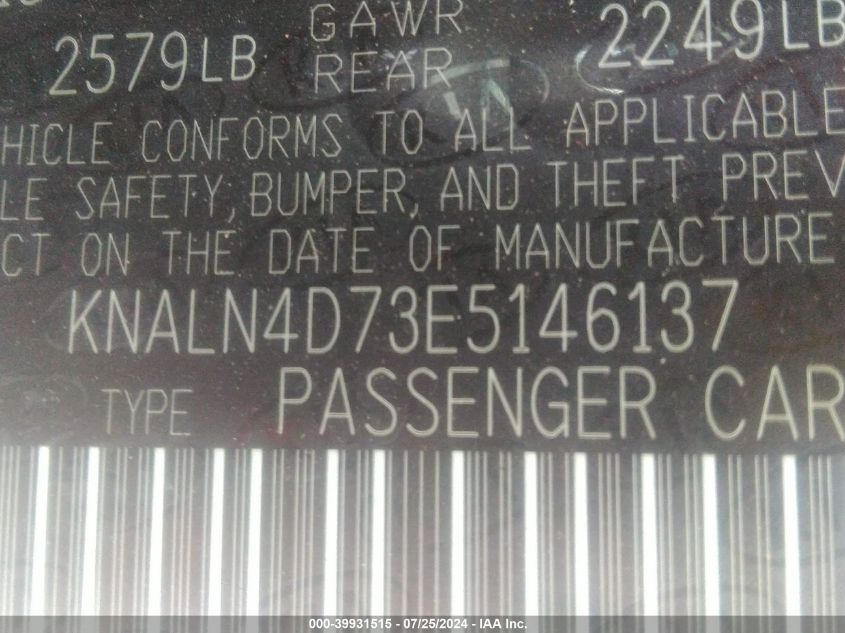 2579LB GAWR REAR 2249LB
HICLE CONFORMS TO ALL APPLICABLE
LE SAFETY, BUMPER, AND THEFT PREV
CT ON THE DATE OF MANUFACTURE
KNALN4D73E5146137
TYPE PASSENGER CAR
000-39931515 - 07/25/2024 - IAA Inc.